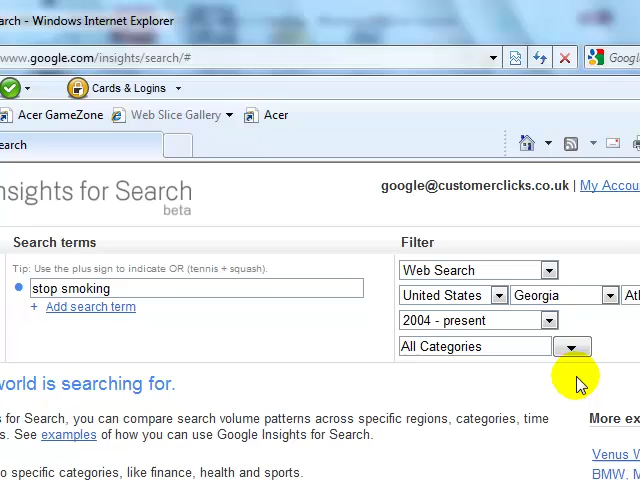 arch - Windows Internet Explorer
www.google.com/insights/search/#
Google
Cards & Logins
Acer GameZone Web Slice Gallery Acer
earch
nsights for Search
beta
google@customerclicks.co.uk | My Accou
Search terms
Filter
Tip: Use the plus sign to indicate OR (tennis + squash).
stop smoking
+ Add search term
Web Search
United States Georgia Atl
2004 - present
All Categories
world is searching for.
s for Search, you can compare search volume patterns across specific regions, categories, time
s. See examples of how you can use Google Insights for Search.
o specific categories, like finance, health and sports.
More ex
Venus W
BMW, M